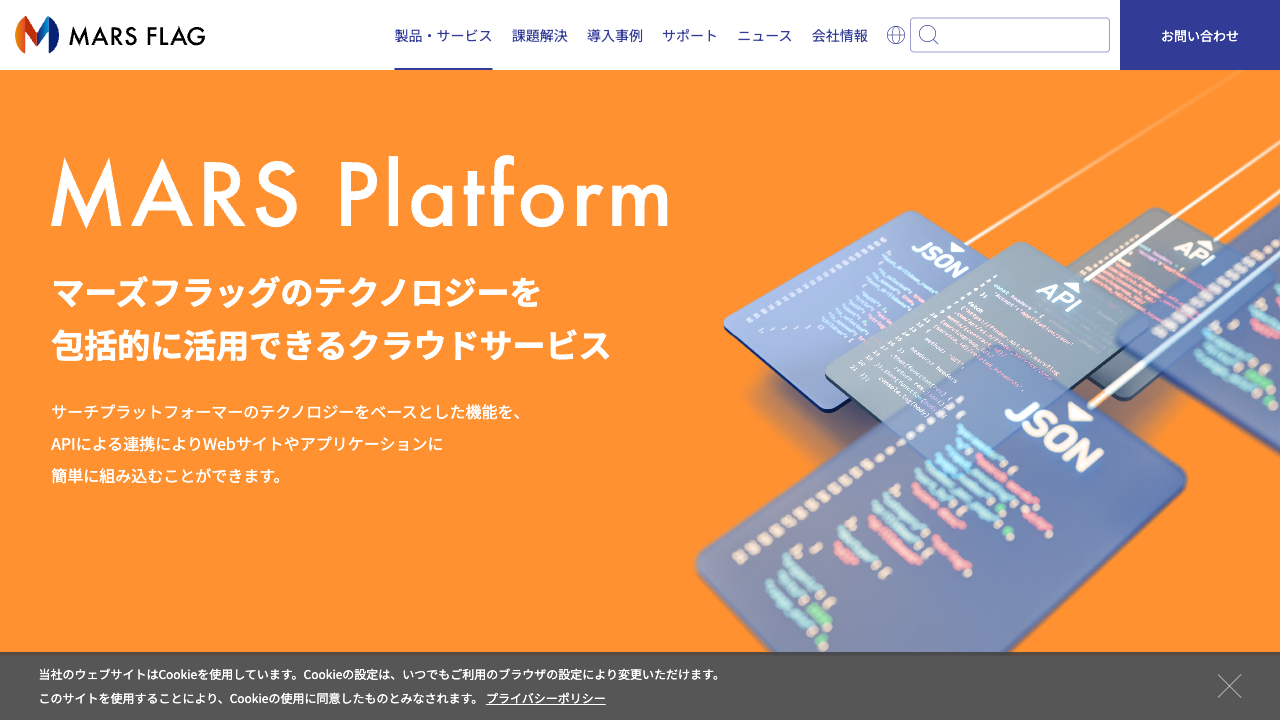 MARS FLAG
製品・サービス
課題解決
導入事例
サポート
ニュース
会社情報
お問い合わせ
MARS Platform
マーズフラッグのテクノロジーを
包括的に活用できるクラウドサービス
サーチプラットフォーマーのテクノロジーをベースとした機能を、
APIによる連携によりWebサイトやアプリケーションに
簡単に組み込むことができます。
JSON
API
API
JSON
当社のウェブサイトはCookieを使用しています。Cookieの設定は、いつでもご利用のブラウザの設定により変更いただけます。
このサイトを使用することにより、Cookieの使用に同意したものとみなされます。 プライバシーポリシー